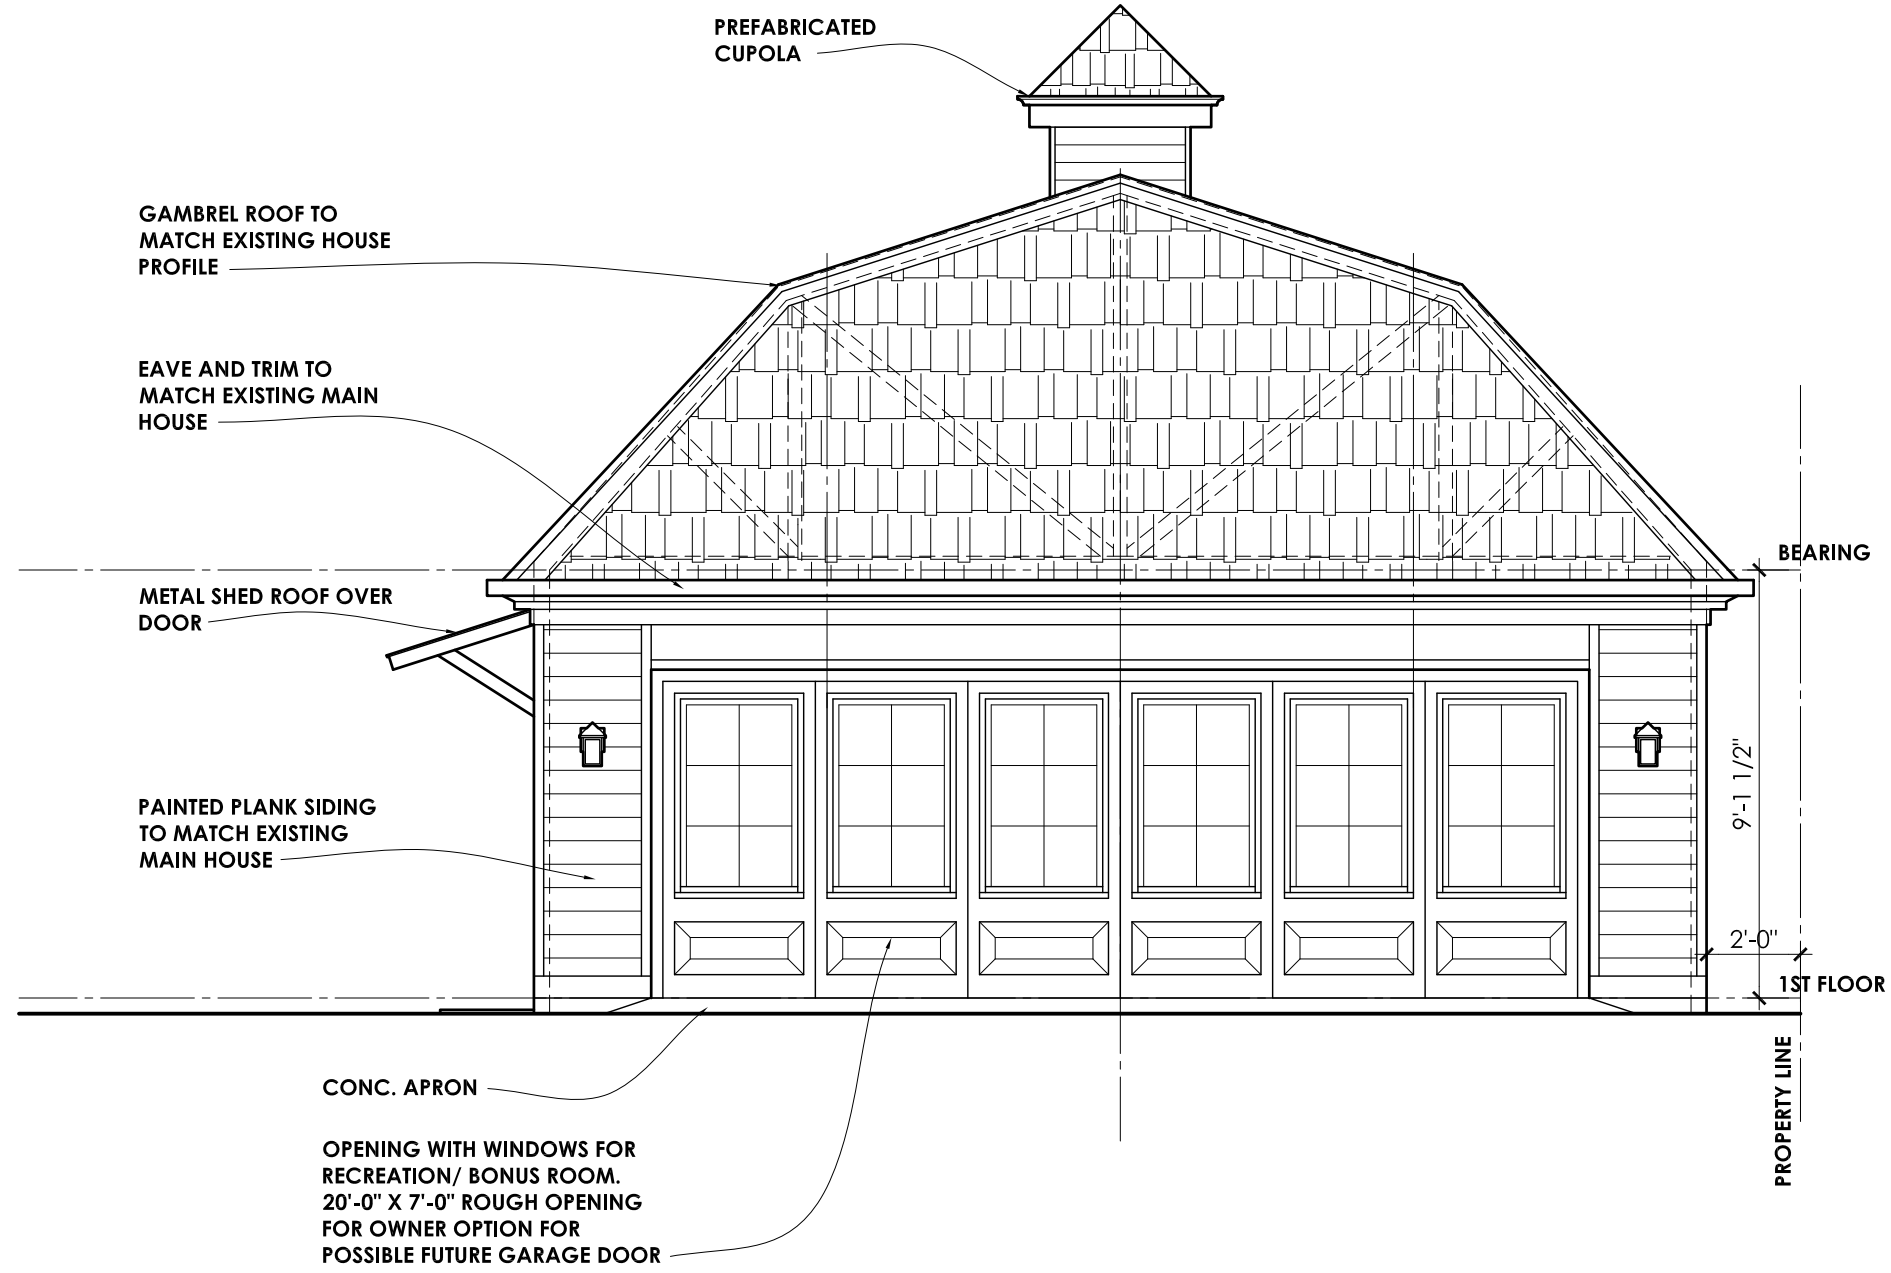 PREFABRICATED
CUPOLA
GAMBREL ROOF TO
MATCH EXISTING HOUSE
PROFILE
EAVE AND TRIM TO
MATCH EXISTING MAIN
HOUSE
BEARING
METAL SHED ROOF OVER
DOOR
9'-1 1/2"
PAINTED PLANK SIDING
TO MATCH EXISTING
MAIN HOUSE
2'-0"
1ST FLOOR
PROPERTY LINE
CONC. APRON
OPENING WITH WINDOWS FOR
RECREATION/ BONUS ROOM.
20'-0" X 7'-0" ROUGH OPENING
FOR OWNER OPTION FOR
POSSIBLE FUTURE GARAGE DOOR